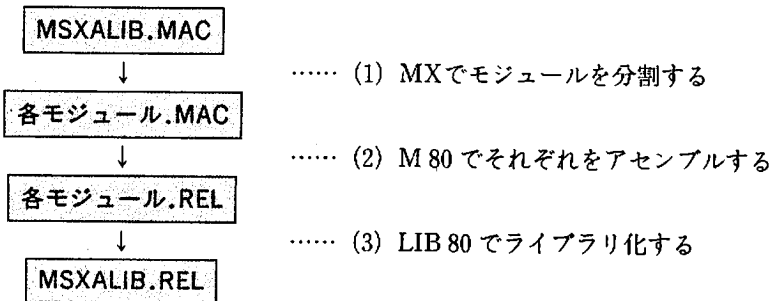 MSXALIB.MAC
↓
…… (1) MXでモジュールを分割する
各モジュール.MAC
↓
…… (2) M80でそれぞれをアセンブルする
各モジュール.REL
↓
…… (3) LIB80でライブラリ化する
MSXALIB.REL